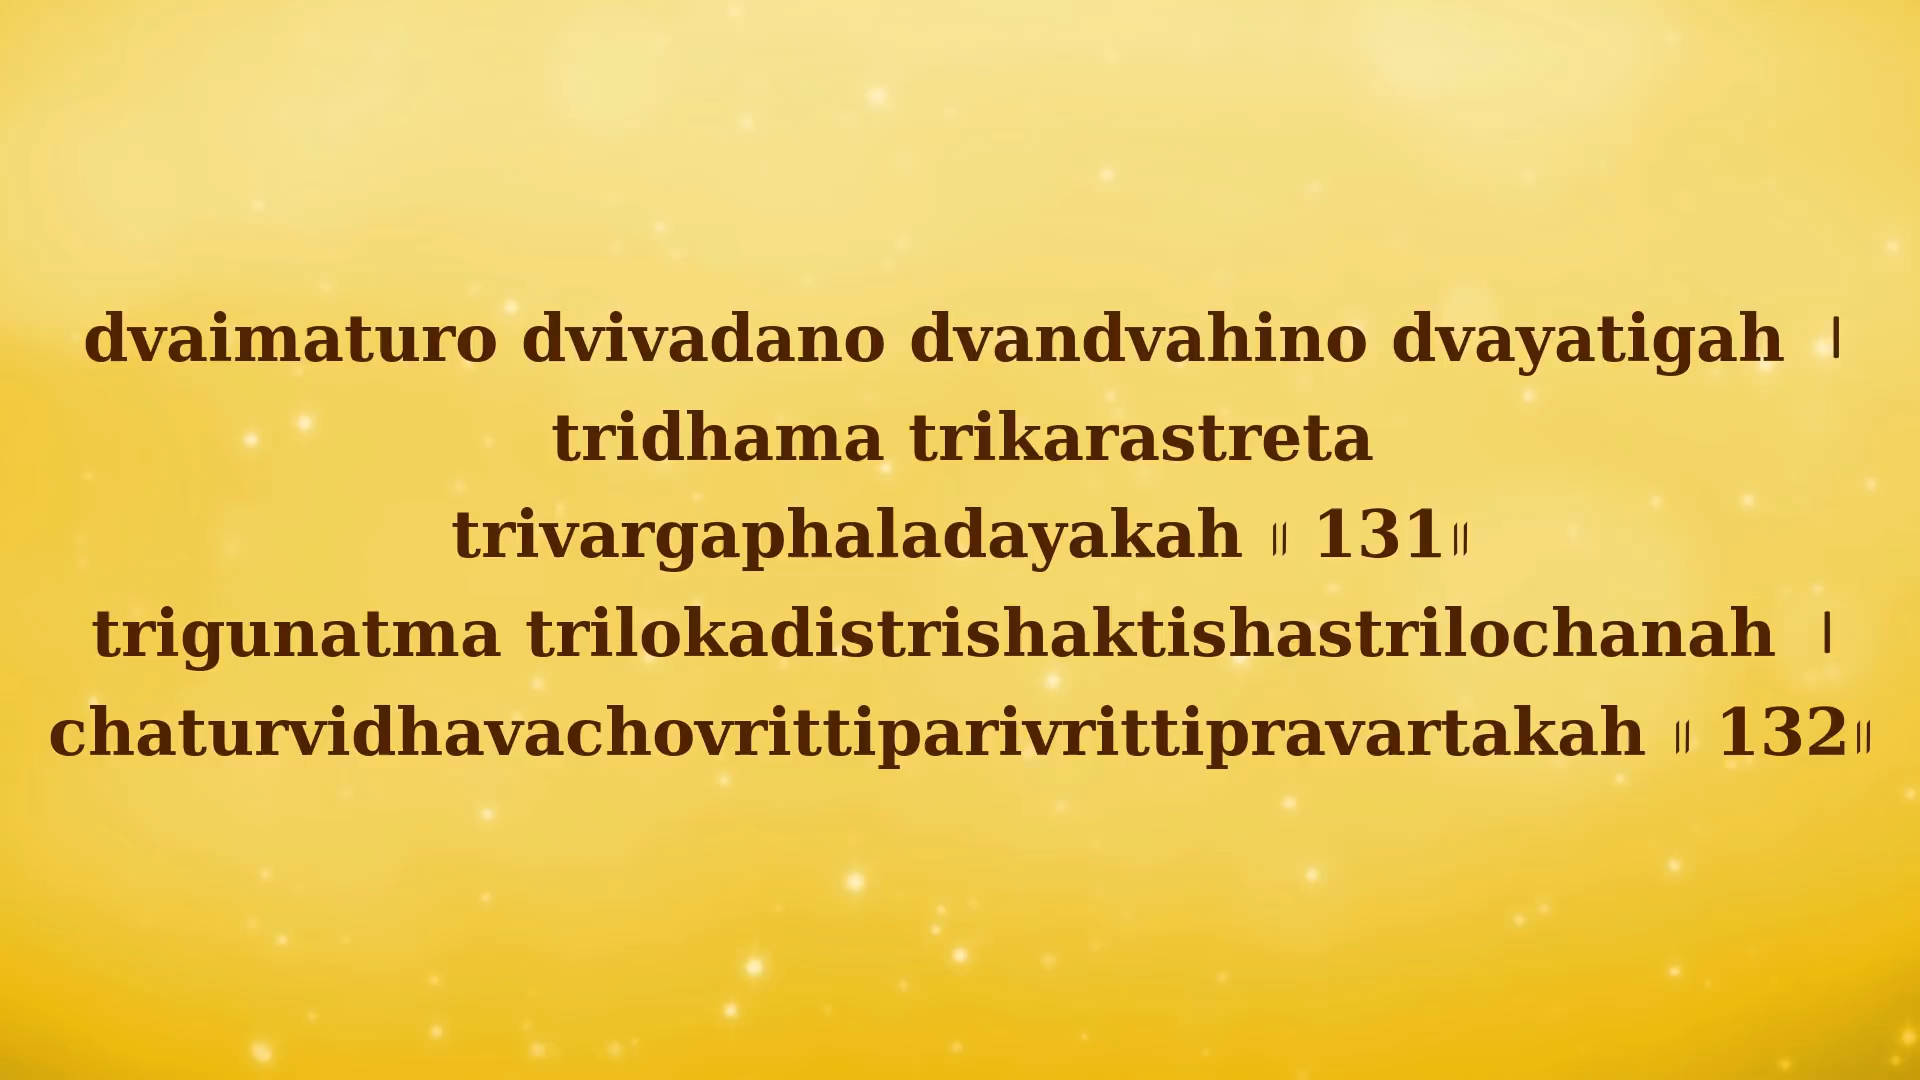 dvaimaturo dvivadano dvandvahino dvayatigah ।
tridhama trikarastreta
trivargaphaladayakah ॥ 131॥
trigunatma trilokadistrishaktishastrilochanah ।
chaturvidhavachovrittiparivrittipravartakah ॥ 132॥